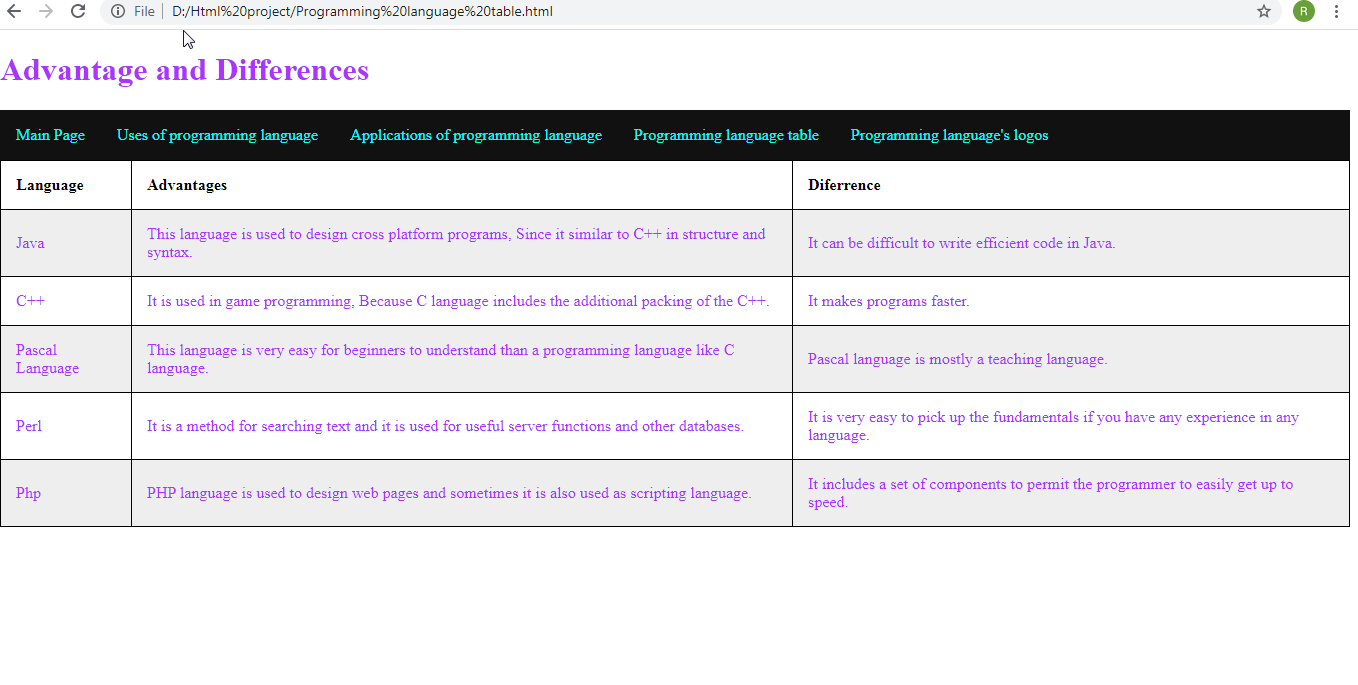 File
D:/Html%20project/Programming%20language%20table.html
R
Advantage and Differences
Main Page Uses of programming language Applications of programming language Programming language table Programming language's logos
Language Advantages Diferrence
Java
This language is used to design cross platform programs, Since it similar to C++ in structure and
syntax.
It can be difficult to write efficient code in Java.
C++
It is used in game programming, Because C language includes the additional packing of the C++.
It makes programs faster.
Pascal
Language
This language is very easy for beginners to understand than a programming language like C
language.
Pascal language is mostly a teaching language.
Perl
It is a method for searching text and it is used for useful server functions and other databases.
It is very easy to pick up the fundamentals if you have any experience in any
language.
Php
PHP language is used to design web pages and sometimes it is also used as scripting language.
It includes a set of components to permit the programmer to easily get up to
speed.